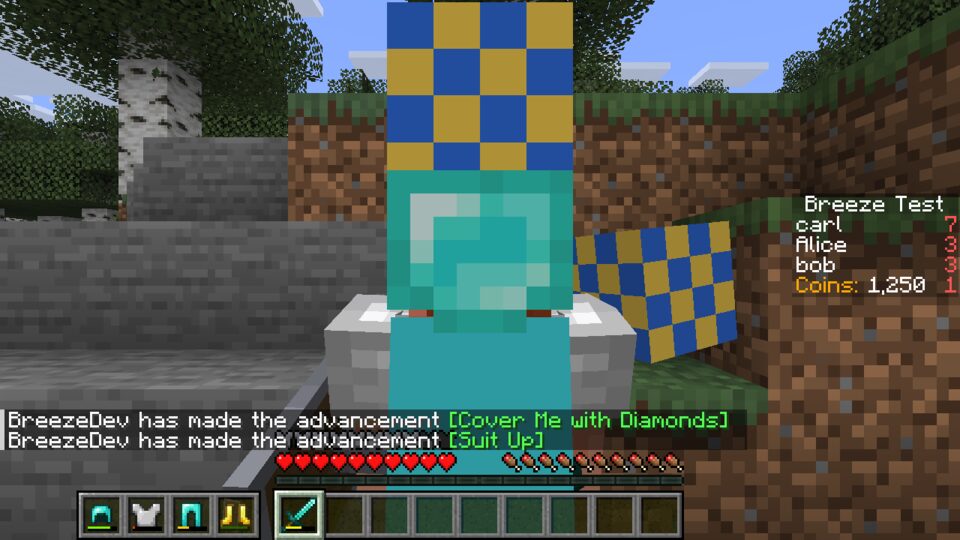 Breeze Test
carl 7
Alice 3
bob 3
Coins: 1,250 1
BreezeDev has made the advancement [Cover Me with Diamonds]
BreezeDev has made the advancement [Suit Up]